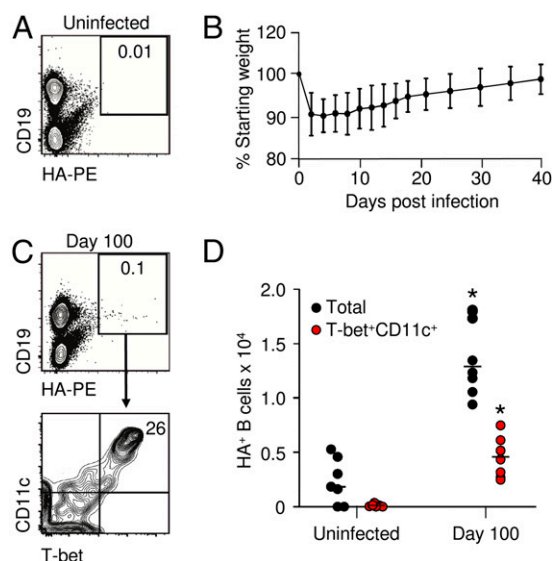 A
Uninfected
0.01
CD19
HA-PE
B
% Starting weight
120
100
90
80
0 10 20 30 40
Days post infection
C
Day 100
0.1
CD19
HA-PE
26
CD11c
T-bet
D
Total
T-bet⁺CD11c⁺
HA⁺ B cells x 10⁴
2.0
1.5
1.0
0.5
0
* *
Uninfected Day 100